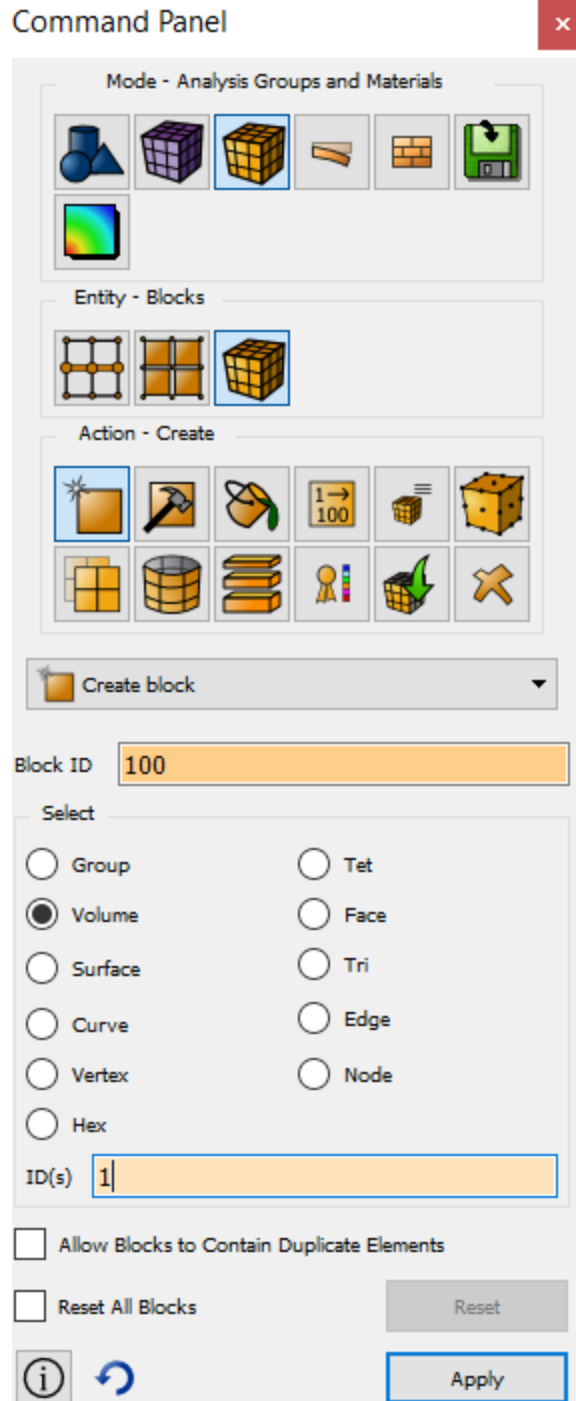 Command Panel
x
Mode - Analysis Groups and Materials
Entity - Blocks
Action - Create
1→
100
Create block
Block ID 100
Select
Group Tet
Volume Face
Surface Tri
Curve Edge
Vertex Node
Hex
ID(s) 1
Allow Blocks to Contain Duplicate Elements
Reset All Blocks Reset
i Apply